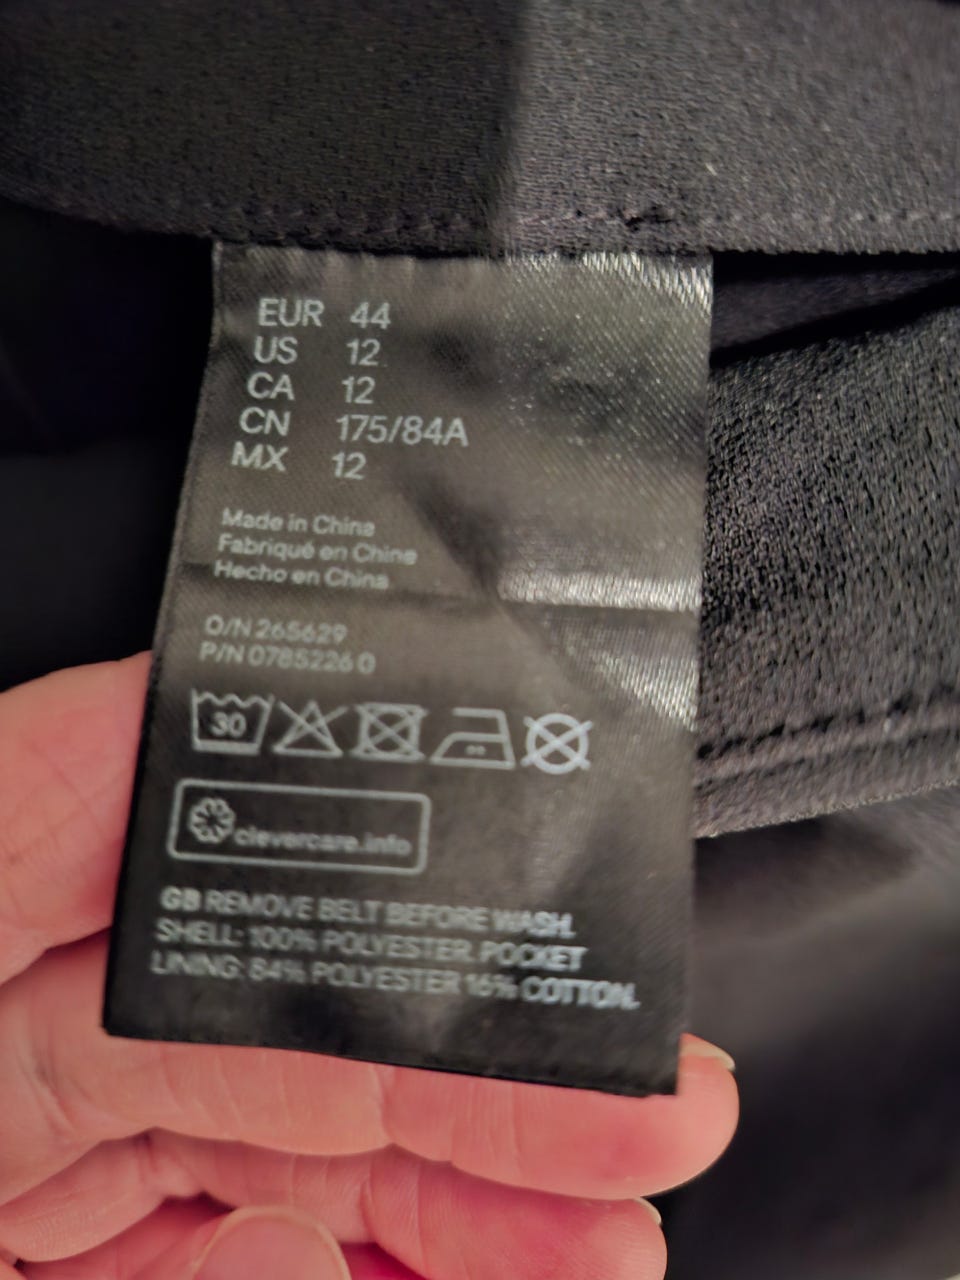 EUR 44
US 12
CA 12
CN 175/84A
MX 12
Made in China
Fabriqué en Chine
Hecho en China
O/N 265629
P/N 0785226 0
30
clevercare.info
GB REMOVE BELT BEFORE WASH.
SHELL: 100% POLYESTER. POCKET
LINING: 84% POLYESTER 16% COTTON.